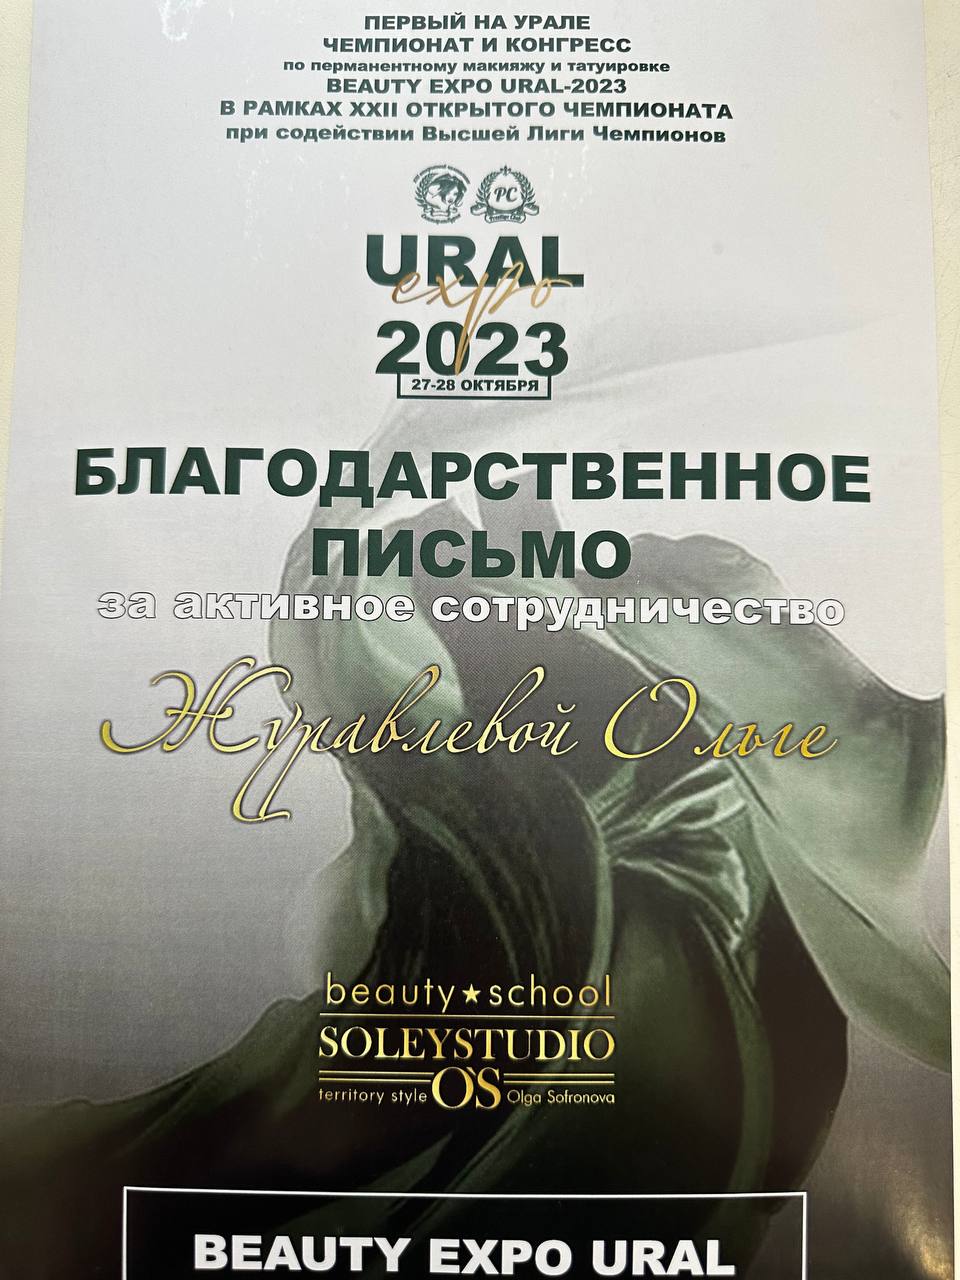 ПЕРВЫЙ НА УРАЛЕ
ЧЕМПИОНАТ И КОНГРЕСС
по перманентному макияжу и татуировке
BEAUTY EXPO URAL-2023
В РАМКАХ XXII ОТКРЫТОГО ЧЕМПИОНАТА
при содействии Высшей Лиги Чемпионов
PC
Prestige Club
URAL
expo
2023
27-28 ОКТЯБРЯ
БЛАГОДАРСТВЕННОЕ
ПИСЬМО
за активное сотрудничество
Журавлевой Ольге
beauty★school
SOLEYSTUDIO
territory style O`S Olga Sofronova
BEAUTY EXPO URAL